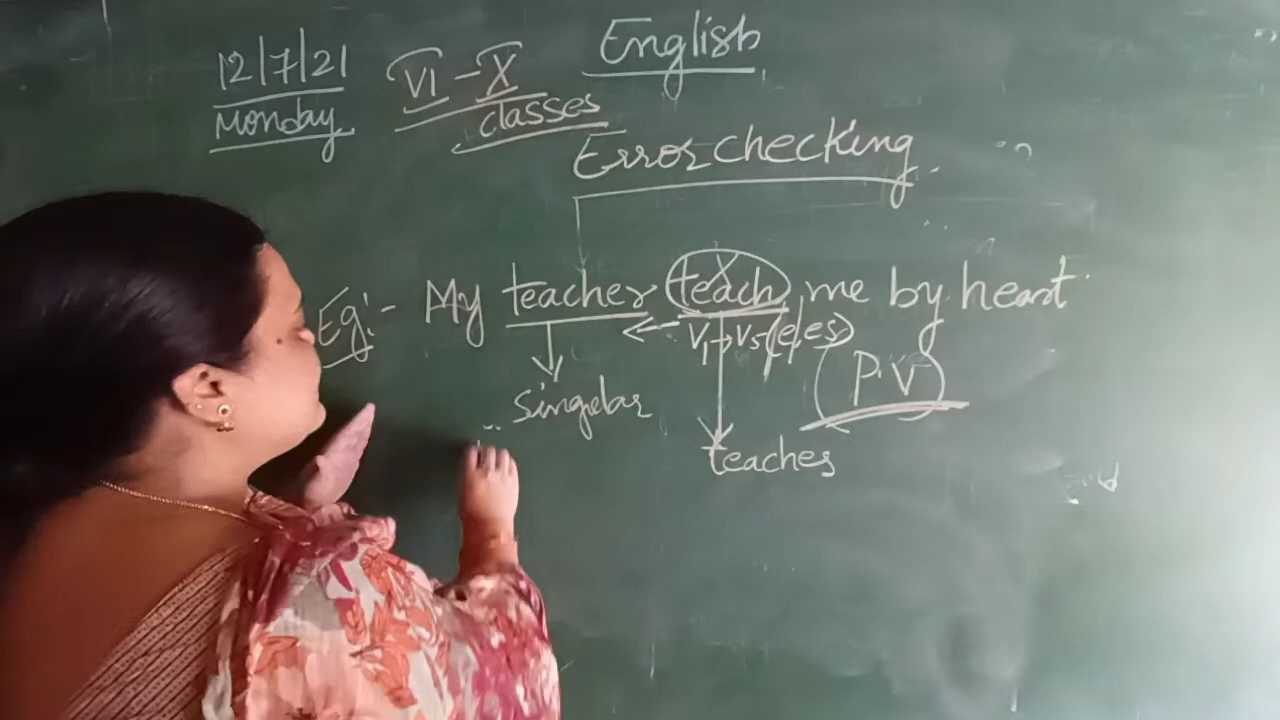 12/7/21 VI - X English
Monday classes
Error checking
Eg:- My teacher teach me by heart
V1 → V5
(P.V)
singular
teaches